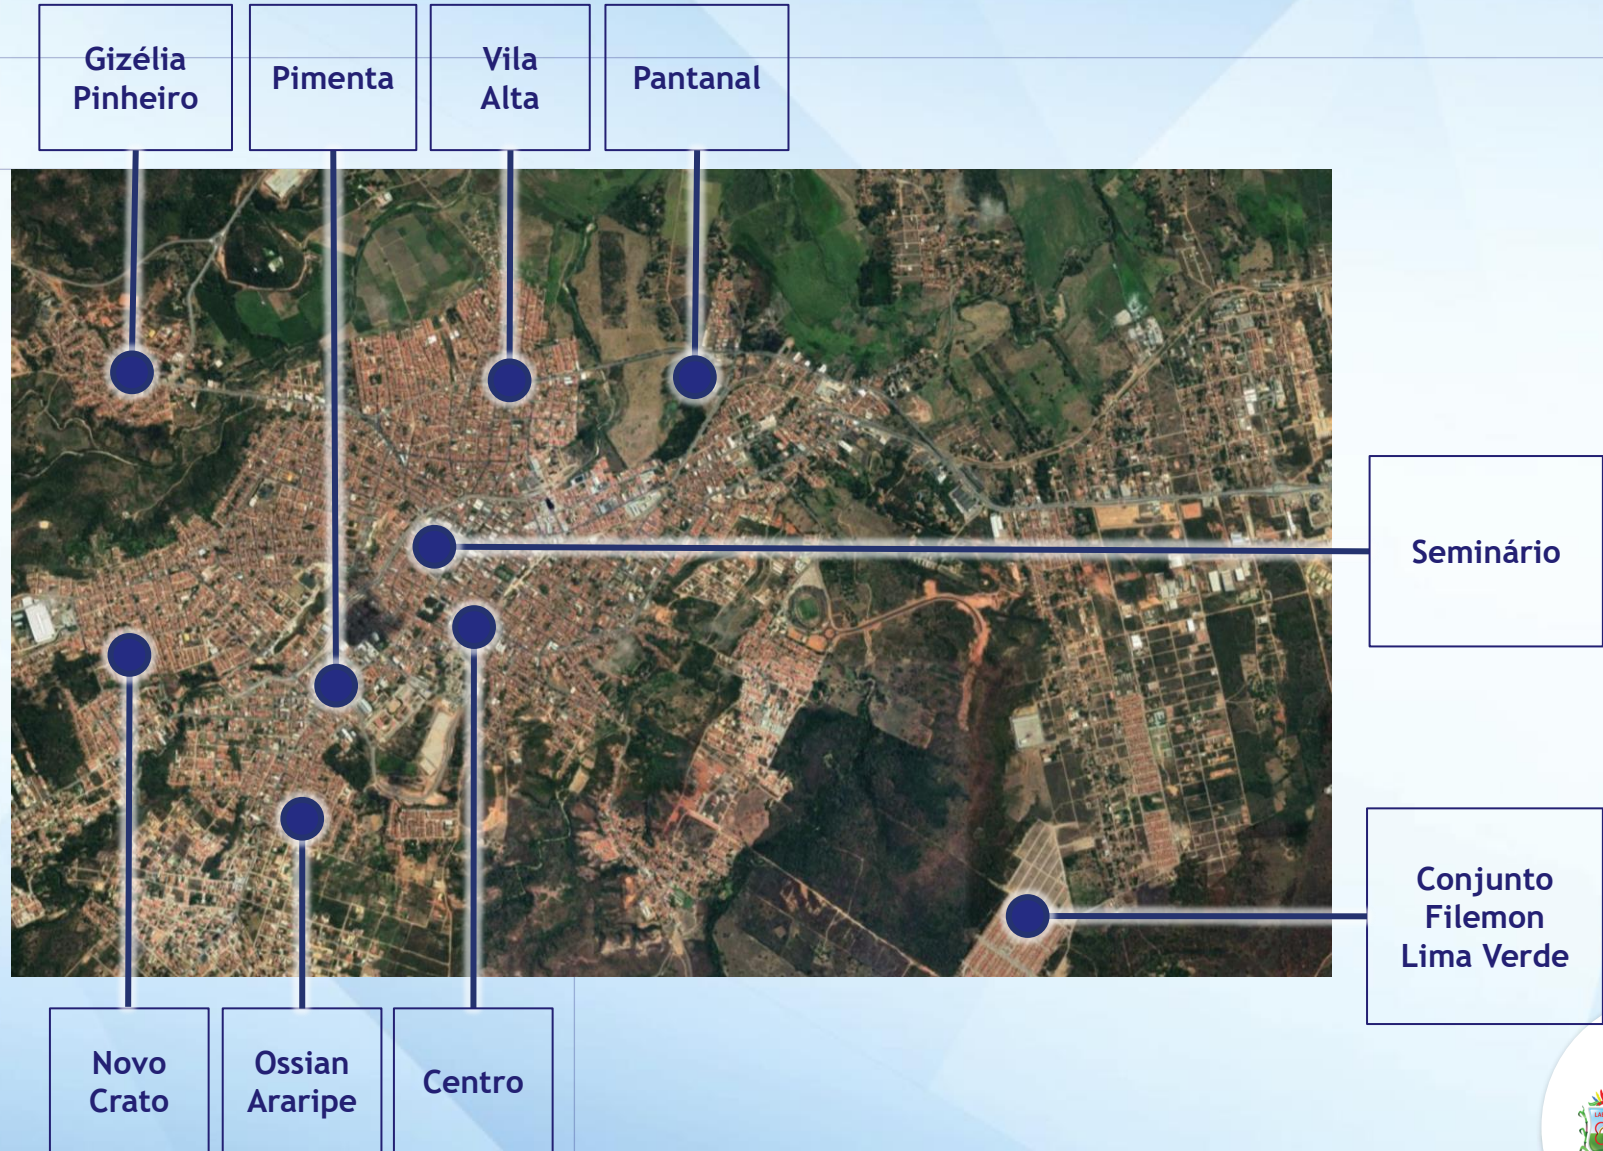 Gizélia
Pinheiro
Pimenta
Vila
Alta
Pantanal
Seminário
Conjunto
Filemon
Lima Verde
Novo
Crato
Ossian
Araripe
Centro